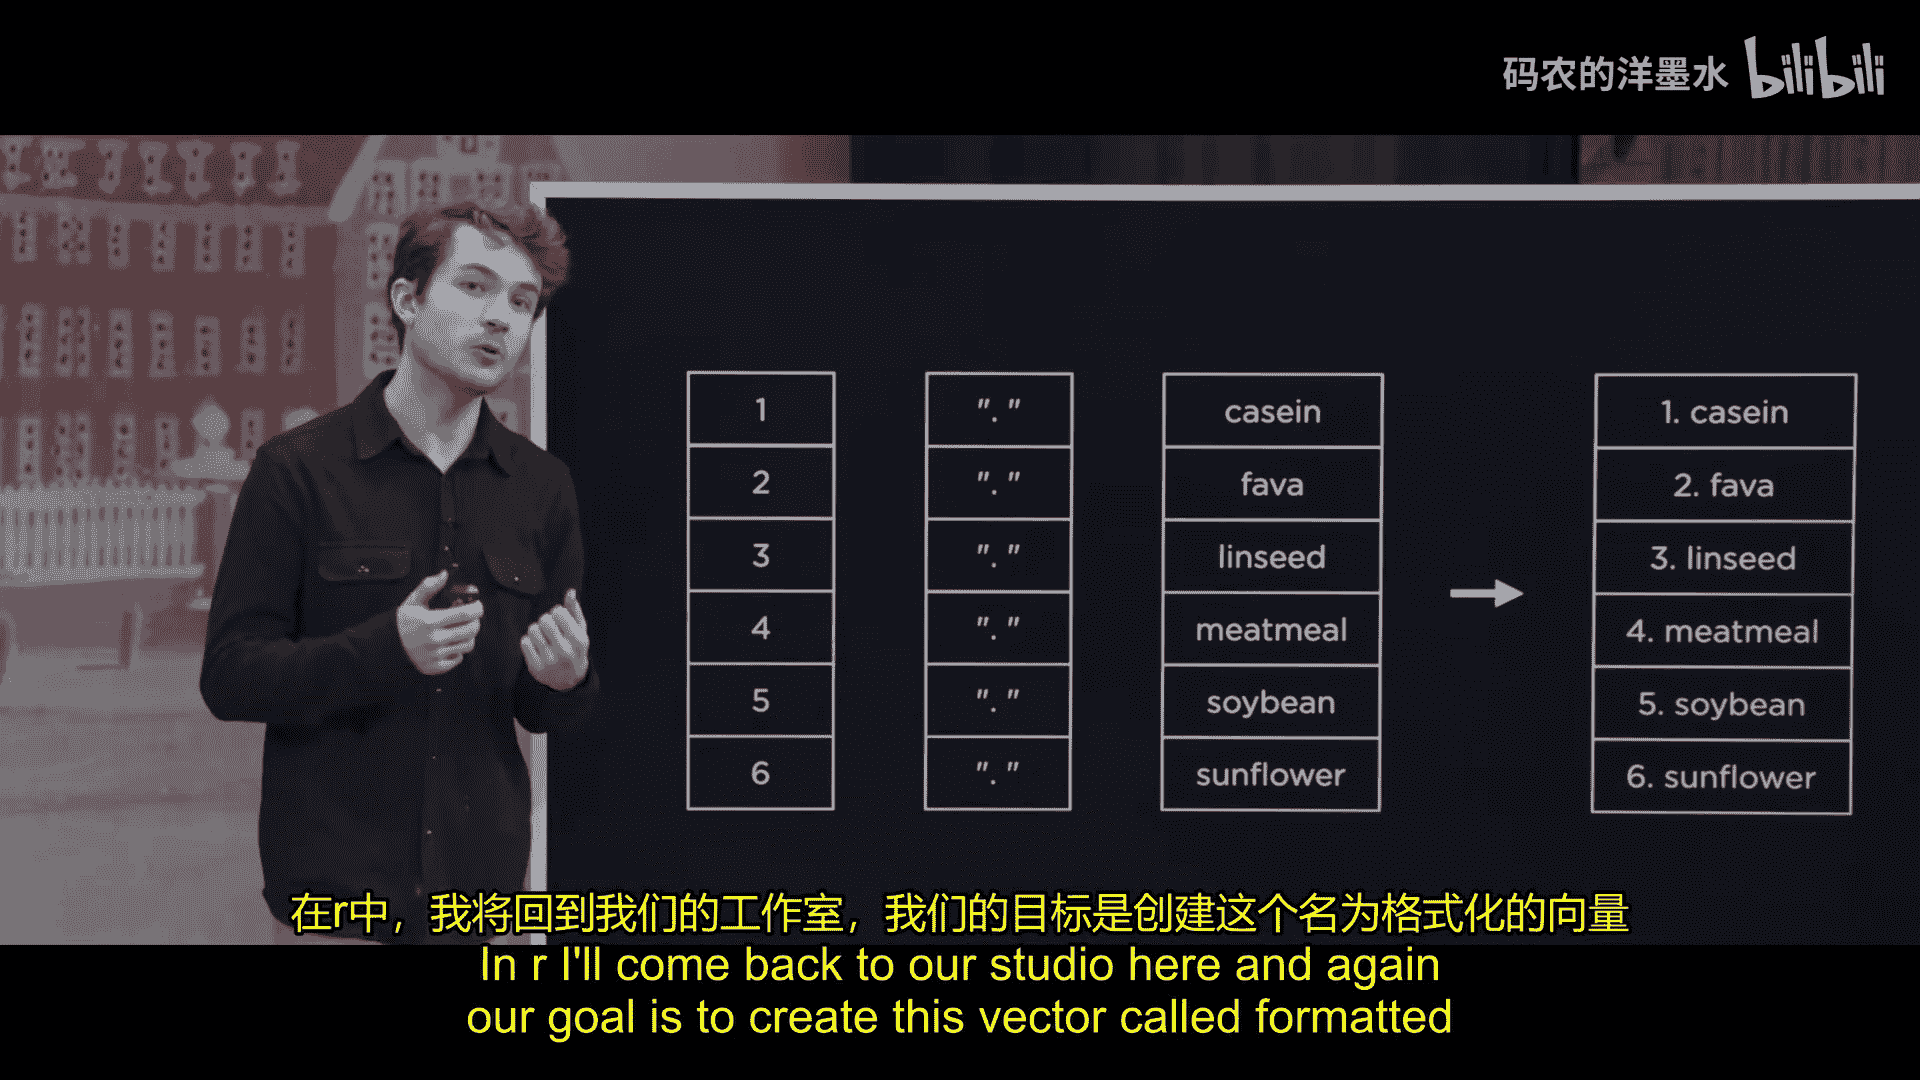 码农的洋墨水 bilibili
1 ". " casein 1. casein
2 ". " fava 2. fava
3 ". " linseed 3. linseed
4 ". " meatmeal 4. meatmeal
5 ". " soybean 5. soybean
6 ". " sunflower 6. sunflower
在r中，我将回到我们的工作室，我们的目标是创建这个名为格式化的向量
In r I'll come back to our studio here and again
our goal is to create this vector called formatted